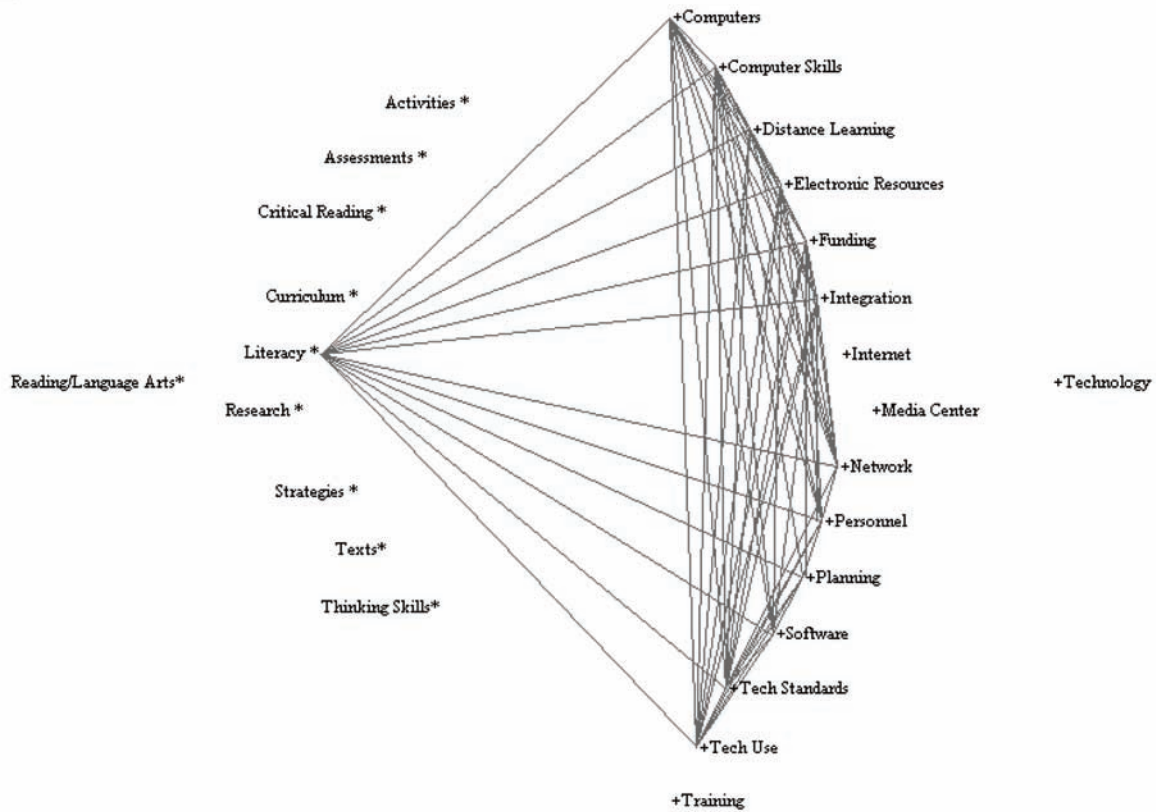 +Computers
+Computer Skills
Activities *
+Distance Learning
Assessments *
+Electronic Resources
Critical Reading *
+Funding
Curriculum *
+Integration
Literacy *
+Internet
Reading/Language Arts*
+Technology
Research *
+Media Center
+Network
Strategies *
+Personnel
Texts*
+Planning
Thinking Skills*
+Software
+Tech Standards
+Tech Use
+Training